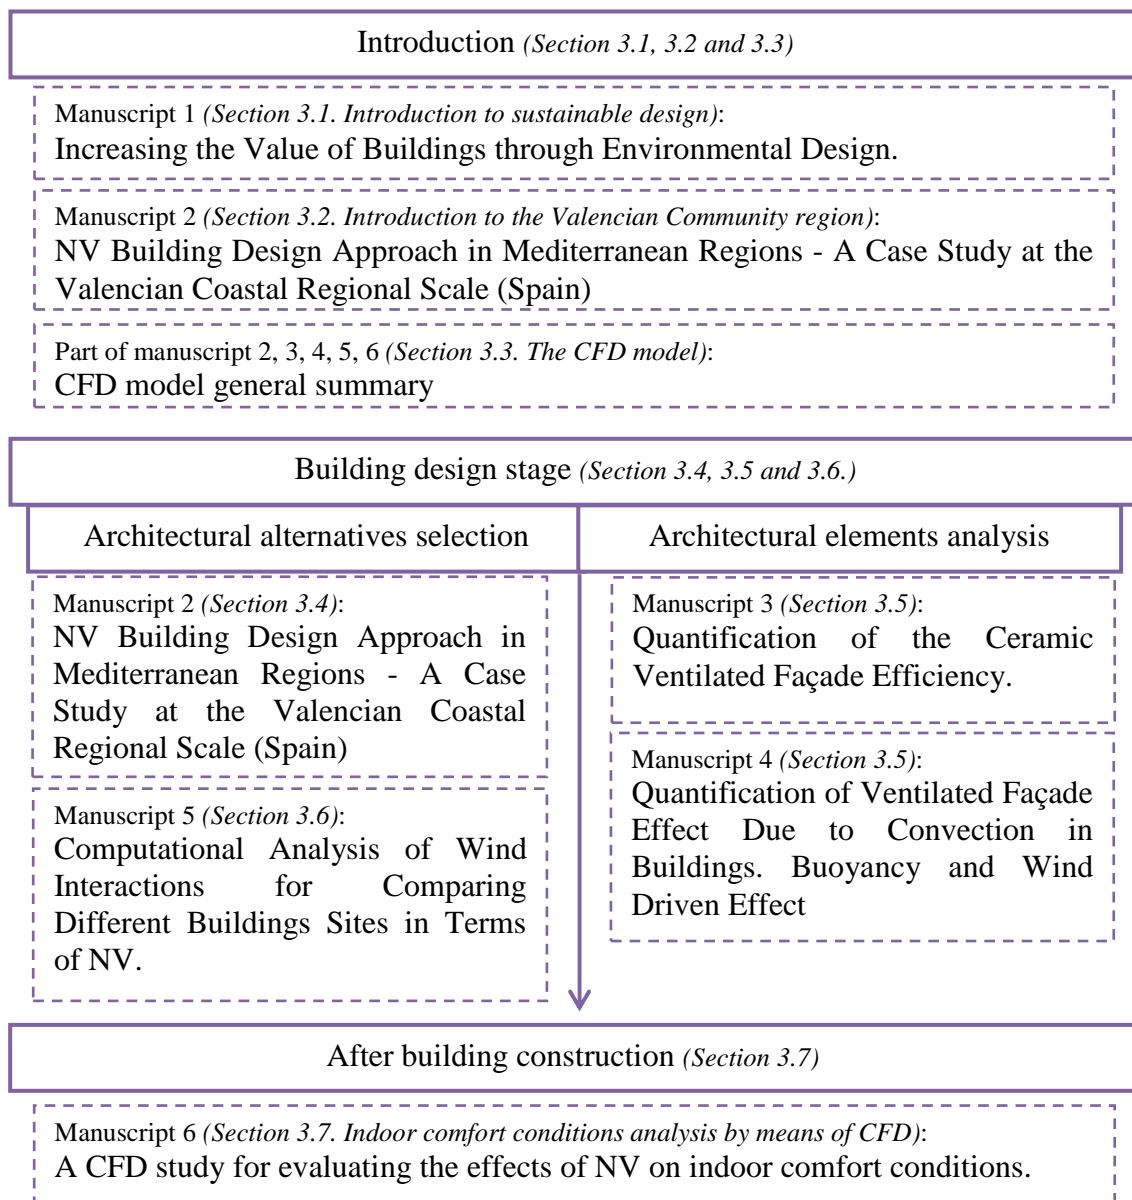 Introduction (Section 3.1, 3.2 and 3.3)
Manuscript 1 (Section 3.1. Introduction to sustainable design):
Increasing the Value of Buildings through Environmental Design.
Manuscript 2 (Section 3.2. Introduction to the Valencian Community region):
NV Building Design Approach in Mediterranean Regions - A Case Study at the
Valencian Coastal Regional Scale (Spain)
Part of manuscript 2, 3, 4, 5, 6 (Section 3.3. The CFD model):
CFD model general summary
Building design stage (Section 3.4, 3.5 and 3.6.)
Architectural alternatives selection
Manuscript 2 (Section 3.4):
NV Building Design Approach in
Mediterranean Regions - A Case
Study at the Valencian Coastal
Regional Scale (Spain)
Manuscript 5 (Section 3.6):
Computational Analysis of Wind
Interactions for Comparing
Different Buildings Sites in Terms
of NV.
Architectural elements analysis
Manuscript 3 (Section 3.5):
Quantification of the Ceramic
Ventilated Façade Efficiency.
Manuscript 4 (Section 3.5):
Quantification of Ventilated Façade
Effect Due to Convection in
Buildings. Buoyancy and Wind
Driven Effect
After building construction (Section 3.7)
Manuscript 6 (Section 3.7. Indoor comfort conditions analysis by means of CFD):
A CFD study for evaluating the effects of NV on indoor comfort conditions.